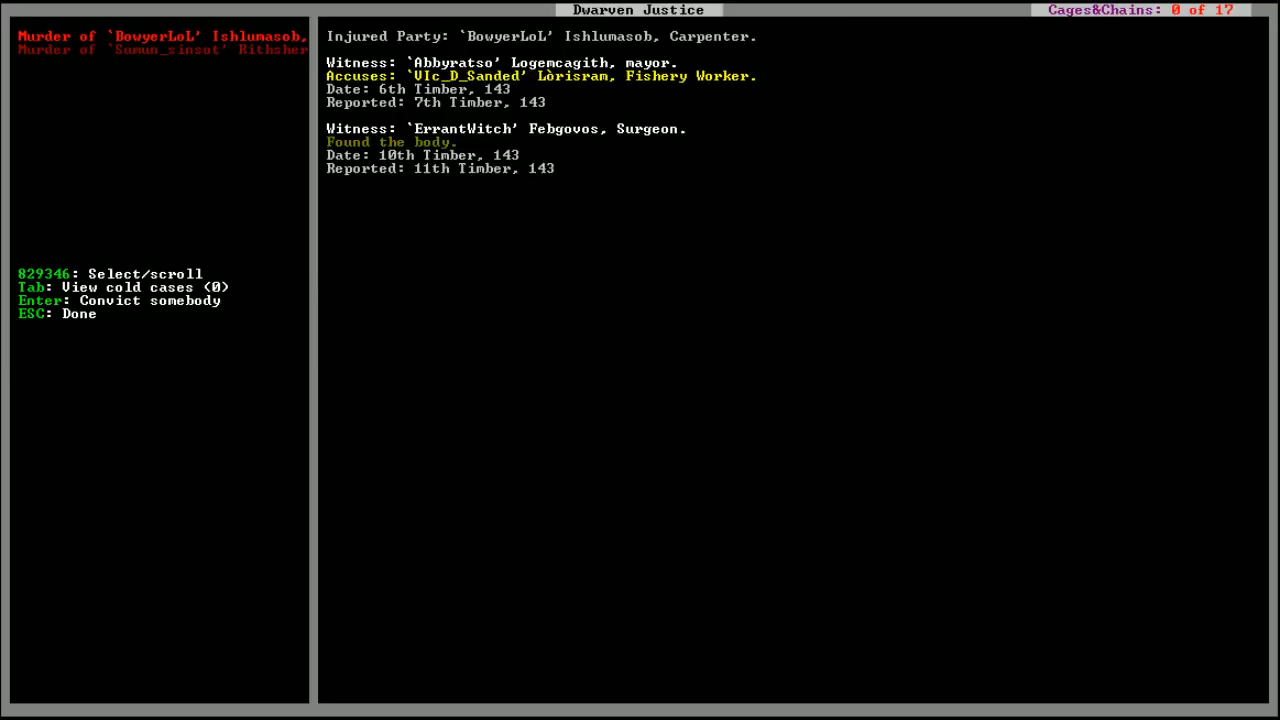 Dwarven Justice
Cages&Chains: 0 of 17
Murder of `BowyerLoL' Ishlumasob,
Murder of `Sumun_sinsot' Rithsher
829346: Select/scroll
Tab: View cold cases (0)
Enter: Convict somebody
ESC: Done
Injured Party: `BowyerLoL' Ishlumasob, Carpenter.
Witness: `Abbyratso' Logemcagith, mayor.
Accuses: `VIc_D_Sanded' Lòrisram, Fishery Worker.
Date: 6th Timber, 143
Reported: 7th Timber, 143
Witness: `ErrantWitch' Febgovos, Surgeon.
Found the body.
Date: 10th Timber, 143
Reported: 11th Timber, 143